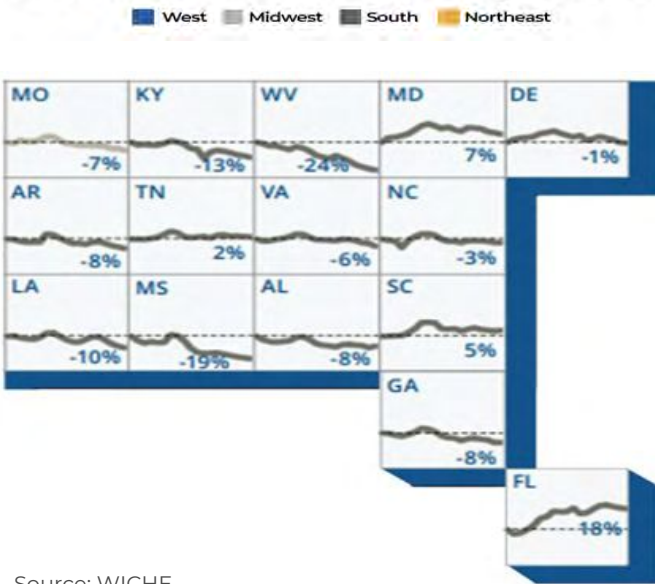 West Midwest South Northeast
MO KY WV MD DE
-7% -13% -24% 7% -1%
AR TN VA NC
-8% 2% -6% -3%
LA MS AL SC
-10% -19% -8% 5%
GA
-8%
FL
18%
Source: WICHE